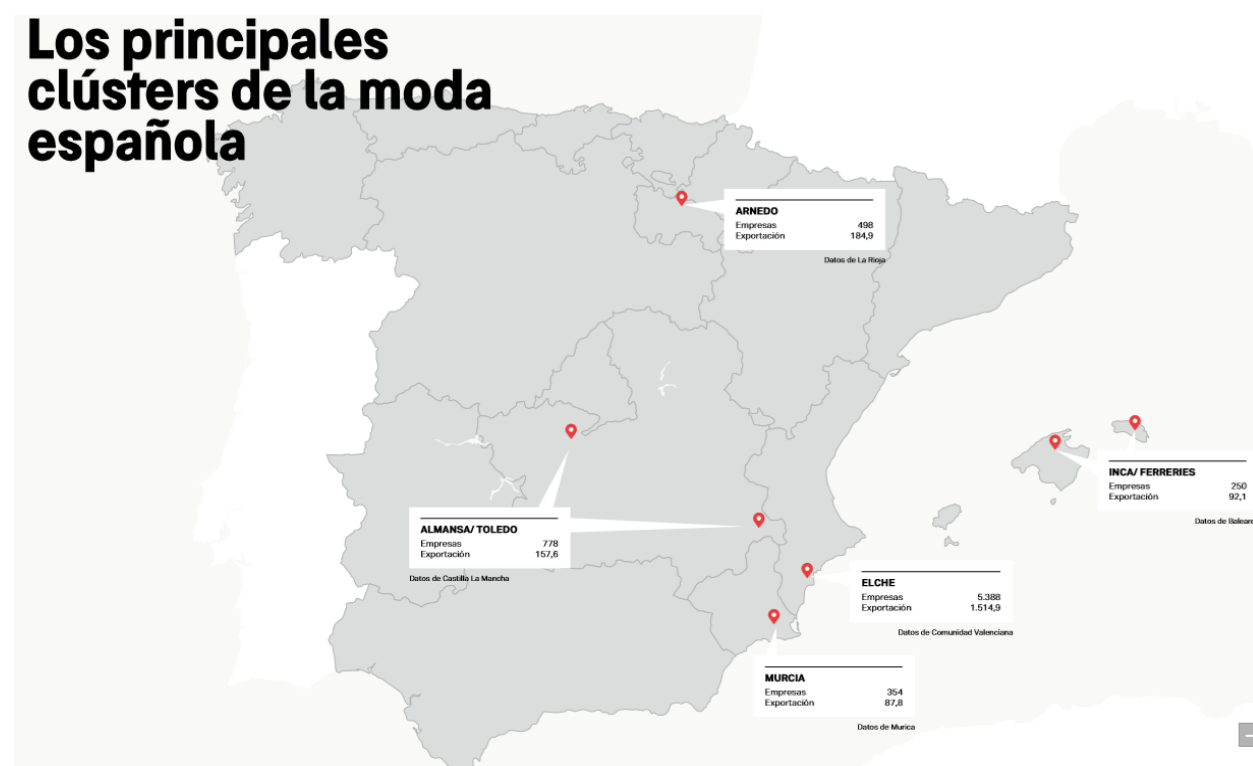 Los principales
clústers de la moda
española
ARNEDO
Empresas 498
Exportación 184,9
Datos de La Rioja
INCA/ FERRERIES
Empresas 250
Exportación 92,1
Datos de Balears
ALMANSA/ TOLEDO
Empresas 778
Exportación 157,6
Datos de Castilla La Mancha
ELCHE
Empresas 5.388
Exportación 1.514,9
Datos de Comunidad Valenciana
MURCIA
Empresas 354
Exportación 87,8
Datos de Murica